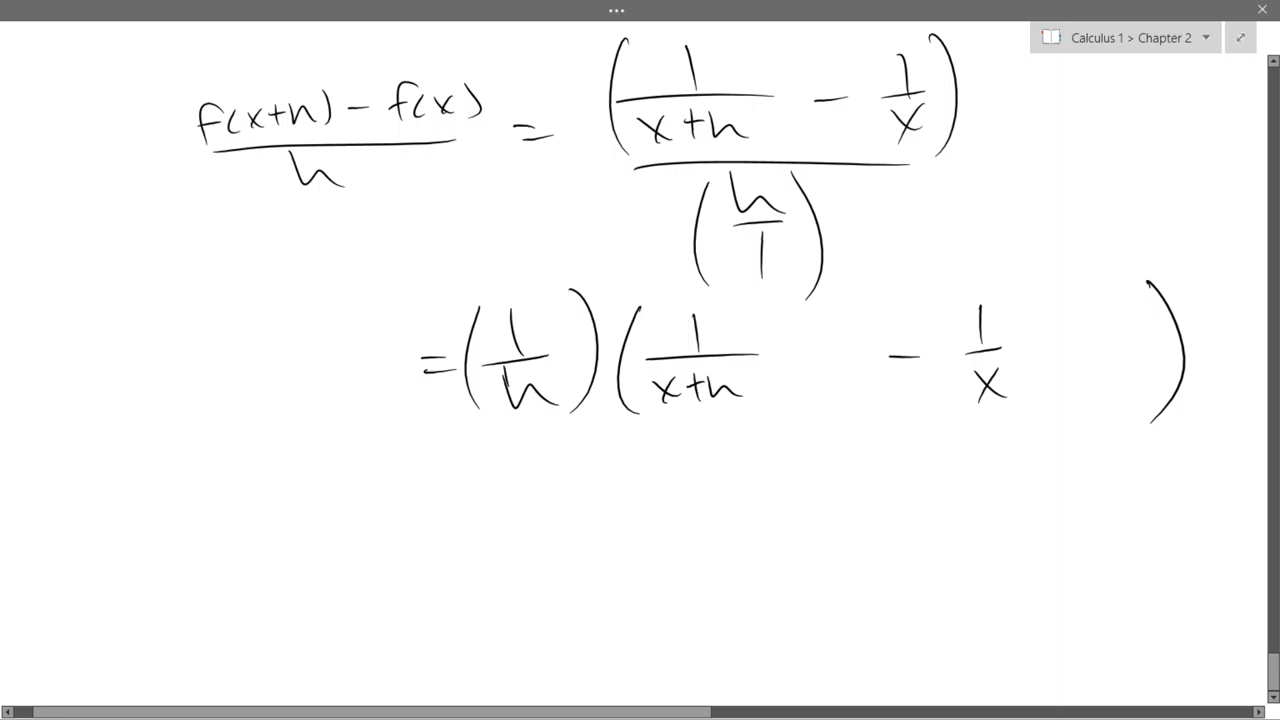 Calculus 1 > Chapter 2
f(x+h) - f(x) / h = (1/(x+h) - 1/x) / (h/1)
= (1/h) (1/(x+h) - 1/x)